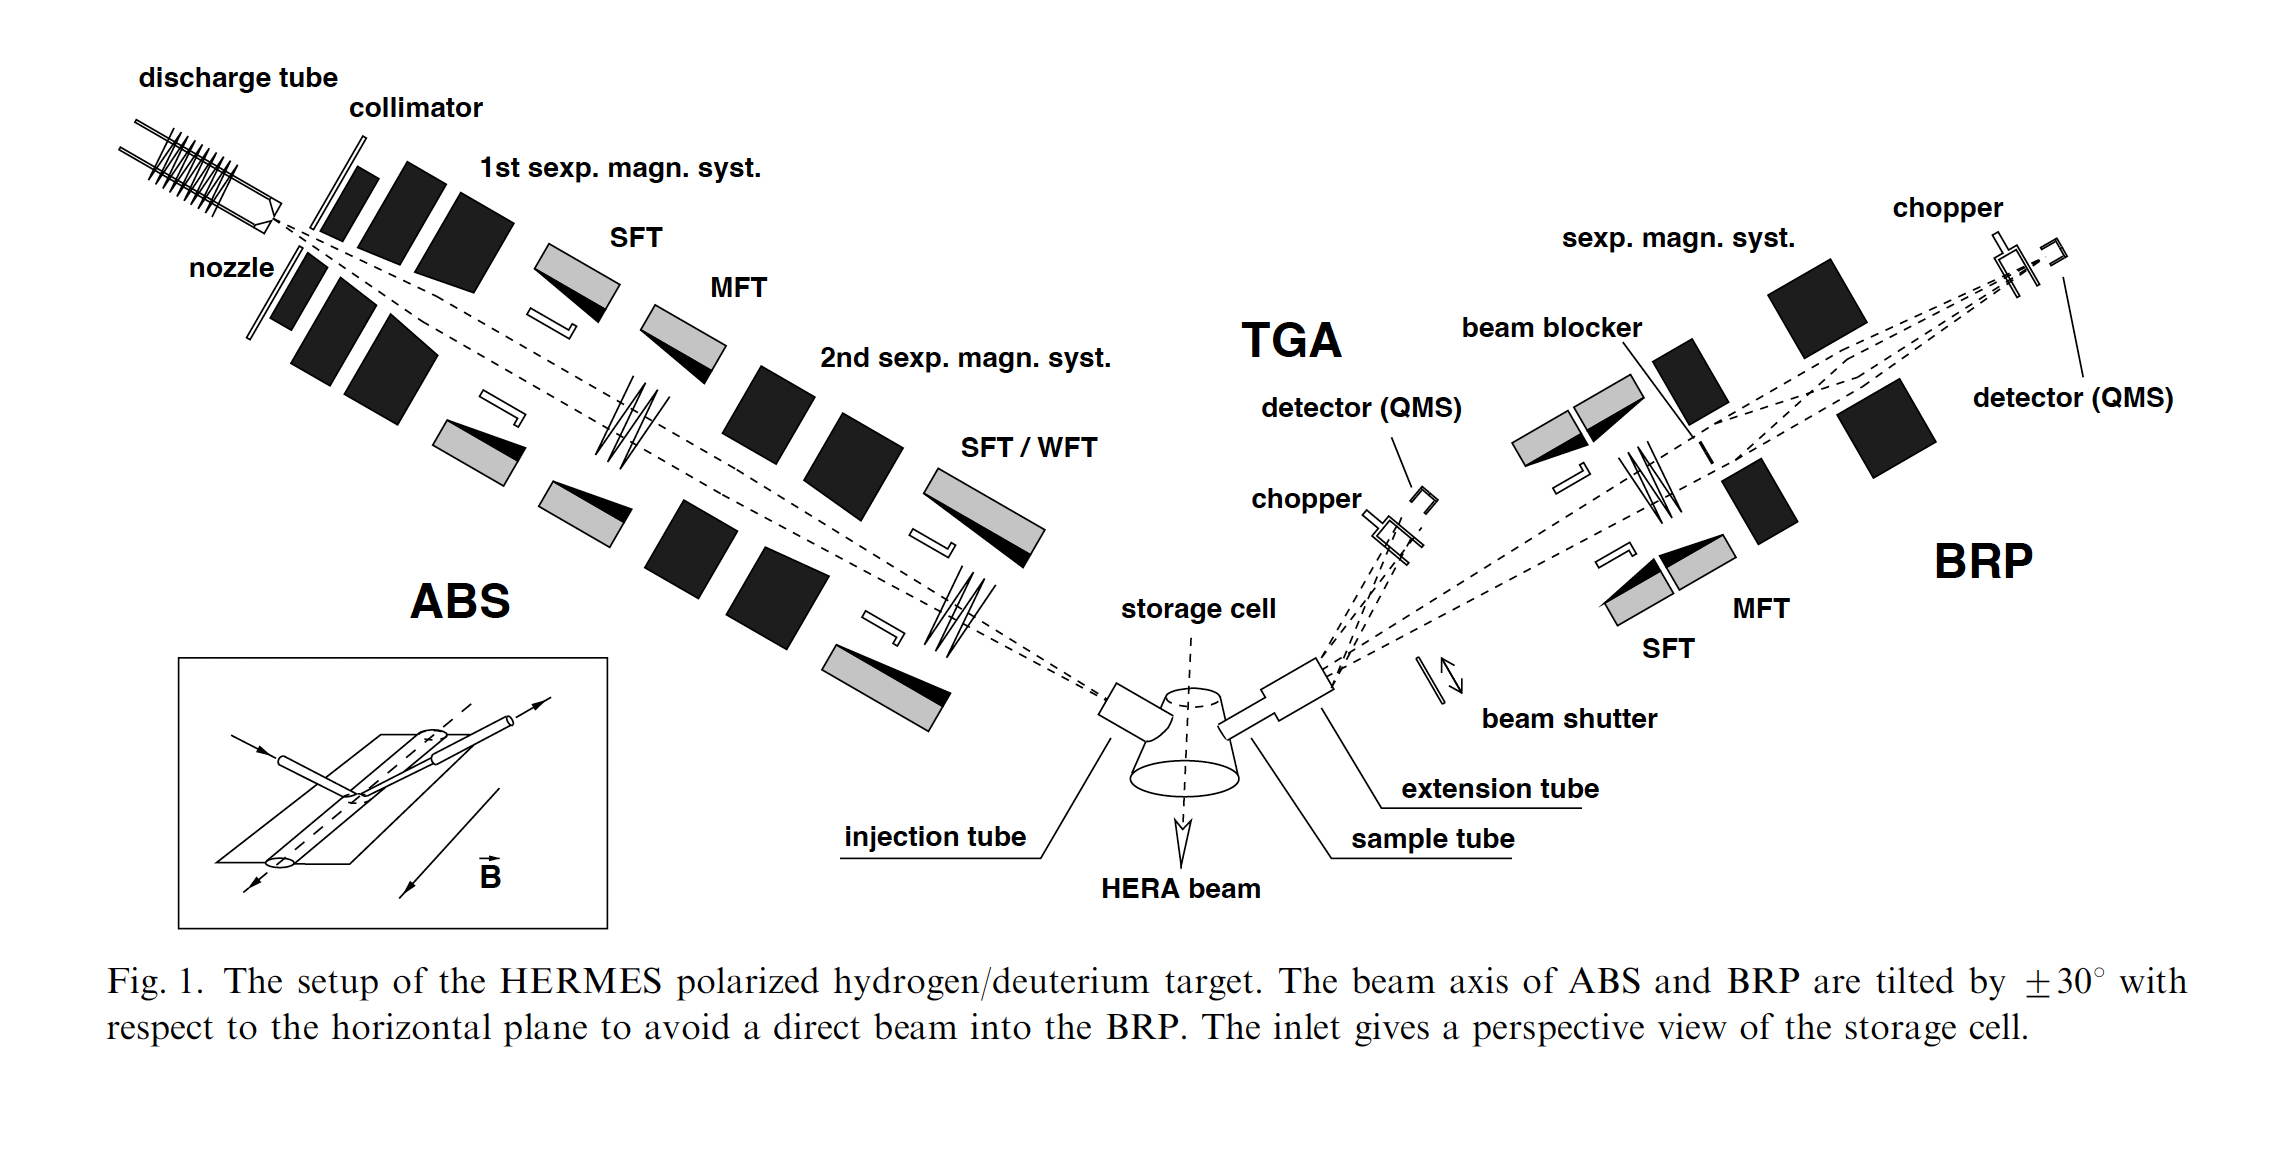 discharge tube
collimator
1st sexp. magn. syst.
SFT
nozzle
MFT
2nd sexp. magn. syst.
SFT / WFT
ABS
chopper
sexp. magn. syst.
beam blocker
TGA
detector (QMS)
detector (QMS)
chopper
BRP
storage cell
MFT
SFT
beam shutter
extension tube
injection tube
sample tube
HERA beam
B
Fig. 1. The setup of the HERMES polarized hydrogen/deuterium target. The beam axis of ABS and BRP are tilted by ±30° with
respect to the horizontal plane to avoid a direct beam into the BRP. The inlet gives a perspective view of the storage cell.